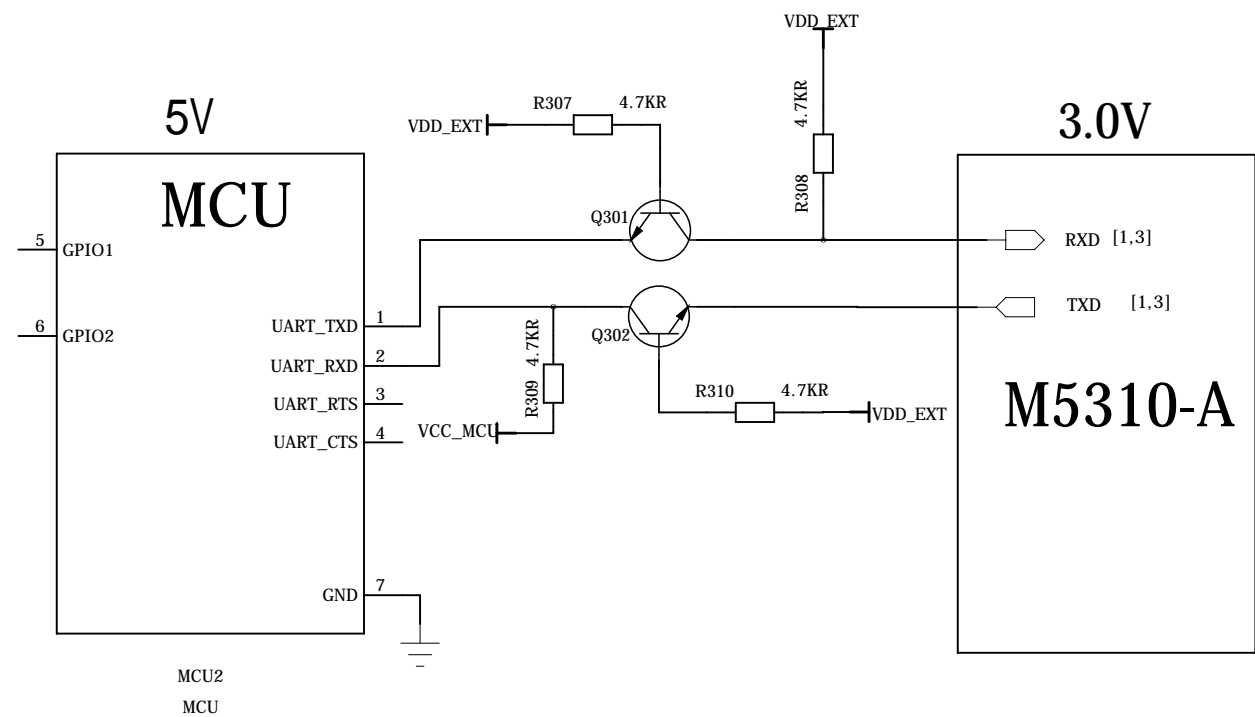 VDD_EXT
5V
R307 4.7KR
VDD_EXT
4.7KR
R308
3.0V
MCU
Q301
5 GPIO1
RXD [1,3]
6 GPIO2
UART_TXD 1
Q302
TXD [1,3]
UART_RXD 2
4.7KR
R309
UART_RTS 3
UART_CTS 4
VCC_MCU
R310 4.7KR
VDD_EXT
M5310-A
GND 7
MCU2
MCU